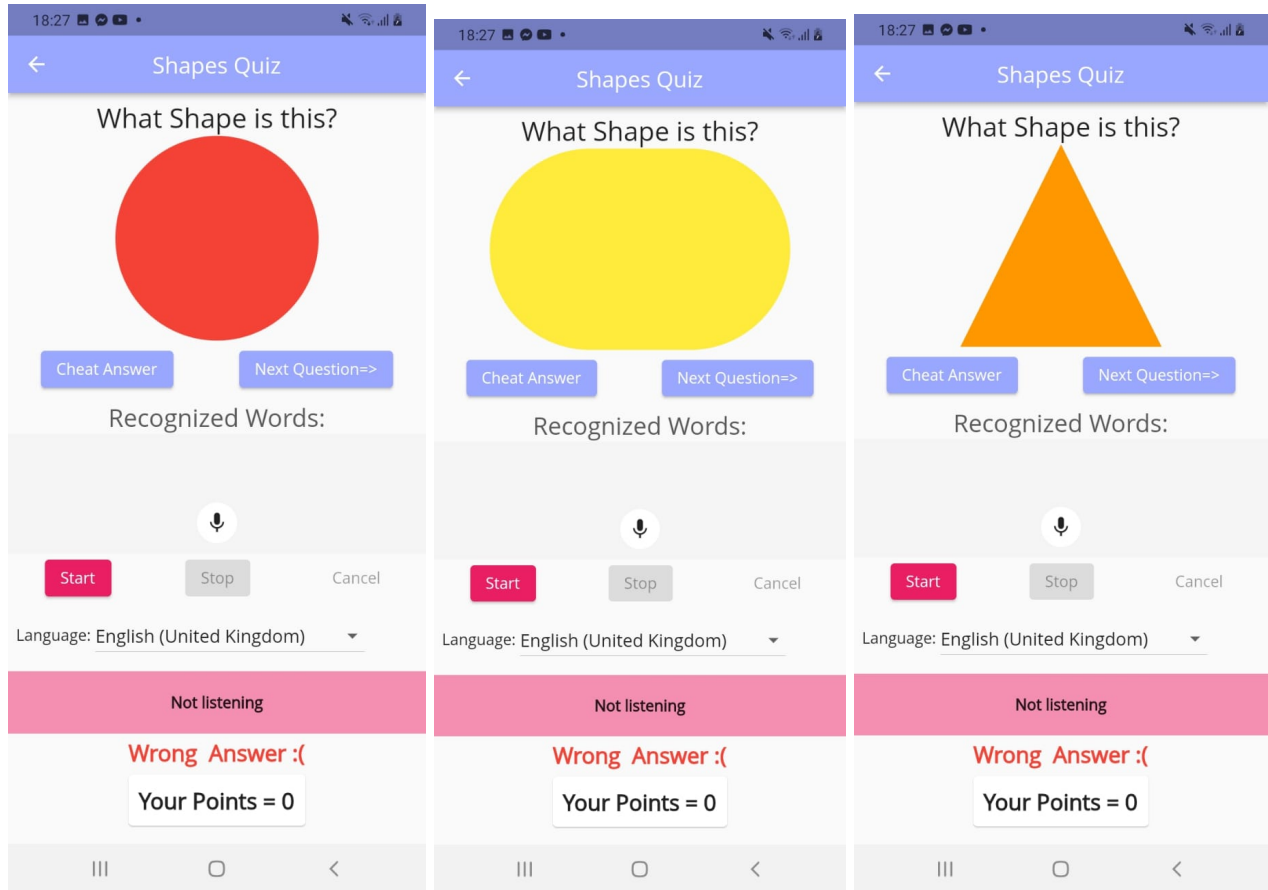 18:27
Shapes Quiz
What Shape is this?
Cheat Answer
Next Question=>
Recognized Words:
Start
Stop
Cancel
Language: English (United Kingdom)
Not listening
Wrong Answer :(
Your Points = 0
18:27
Shapes Quiz
What Shape is this?
Cheat Answer
Next Question=>
Recognized Words:
Start
Stop
Cancel
Language: English (United Kingdom)
Not listening
Wrong Answer :(
Your Points = 0
18:27
Shapes Quiz
What Shape is this?
Cheat Answer
Next Question=>
Recognized Words:
Start
Stop
Cancel
Language: English (United Kingdom)
Not listening
Wrong Answer :(
Your Points = 0